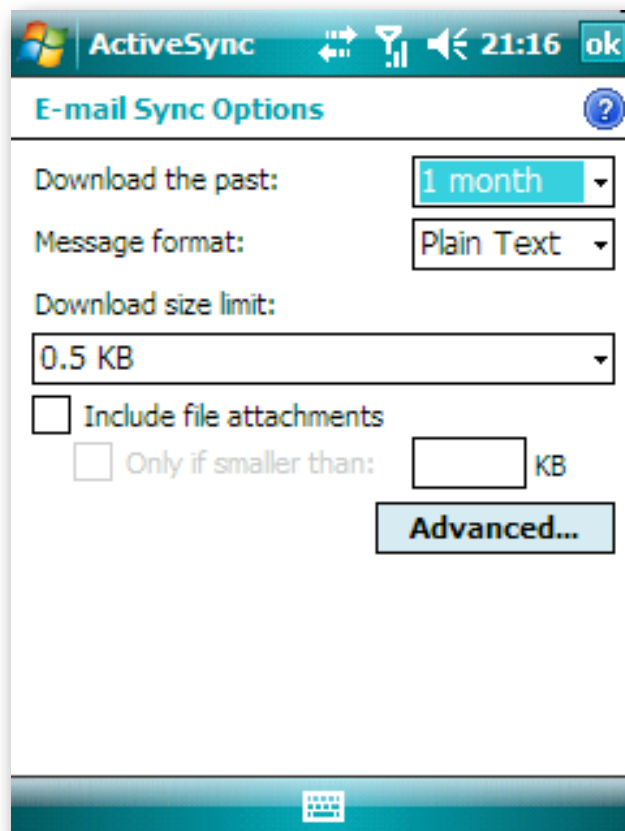 ActiveSync 21:16 ok
E-mail Sync Options ?
Download the past: 1 month
Message format: Plain Text
Download size limit:
0.5 KB
Include file attachments
Only if smaller than: KB
Advanced...